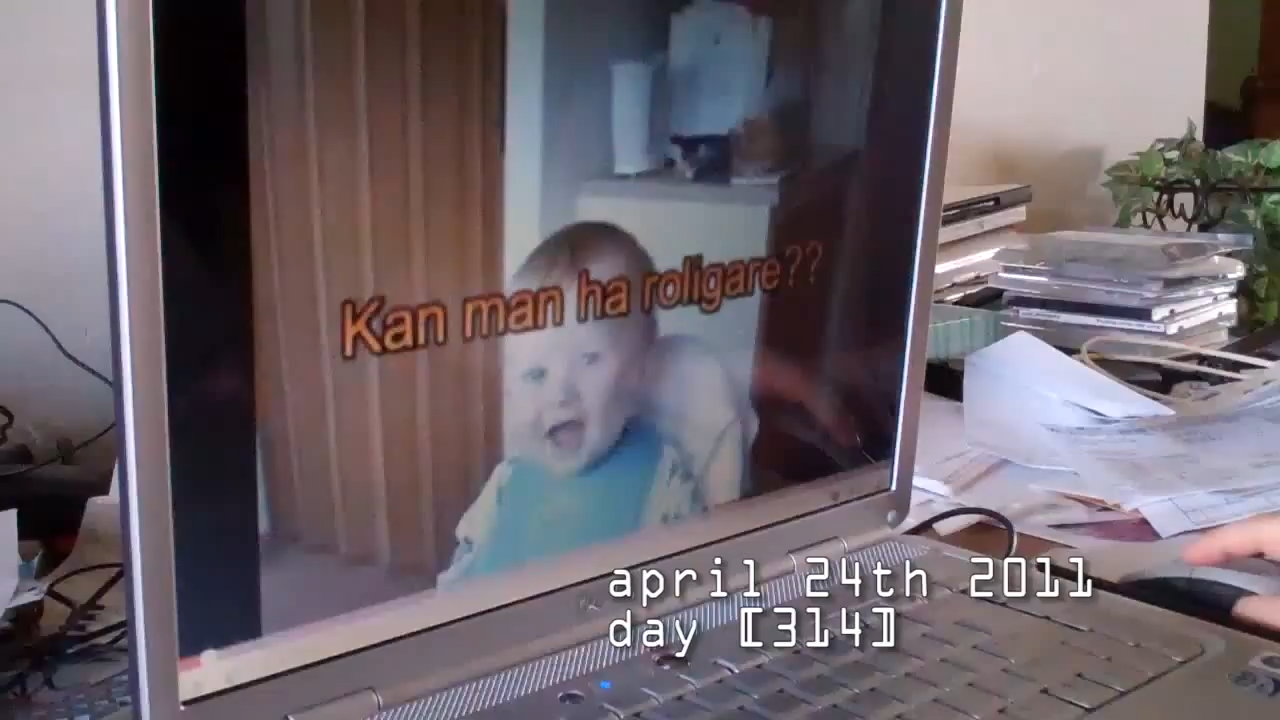 Kan man ha roligare??
april 24th 2011
day [314]